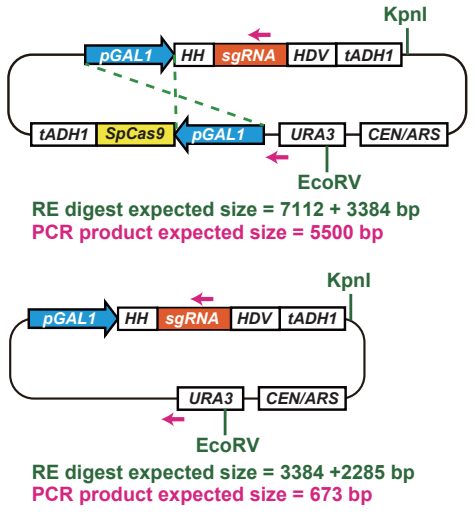 KpnI
pGAL1 HH sgRNA HDV tADH1
tADH1 SpCas9 pGAL1 URA3 CEN/ARS
EcoRV
RE digest expected size = 7112 + 3384 bp
PCR product expected size = 5500 bp
KpnI
pGAL1 HH sgRNA HDV tADH1
URA3 CEN/ARS
EcoRV
RE digest expected size = 3384 +2285 bp
PCR product expected size = 673 bp